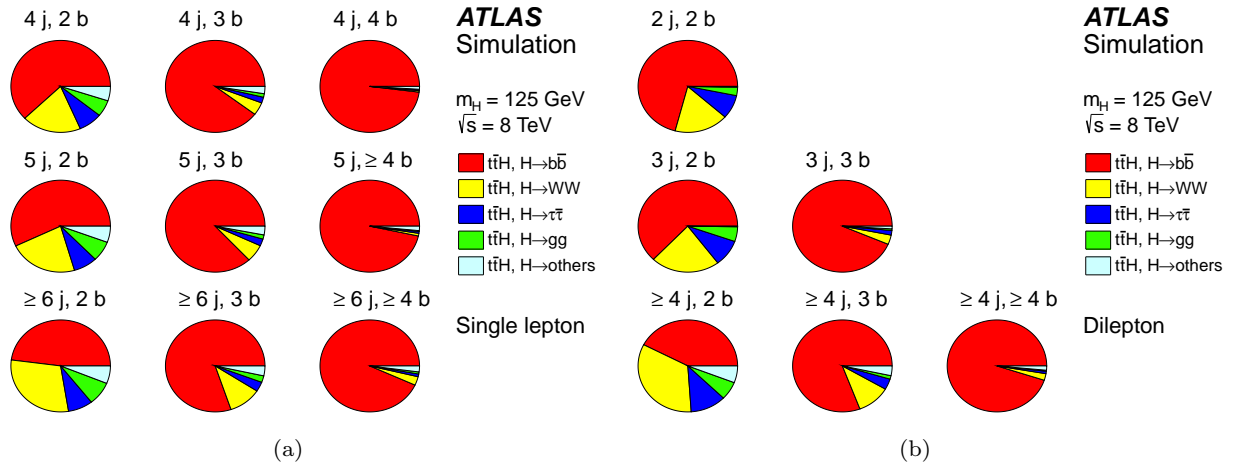 4 j, 2 b
4 j, 3 b
4 j, 4 b
5 j, 2 b
5 j, 3 b
5 j, ≥ 4 b
≥ 6 j, 2 b
≥ 6 j, 3 b
≥ 6 j, ≥ 4 b
ATLAS
Simulation
m_H = 125 GeV
√s = 8 TeV
tt̄H, H→bb̄
tt̄H, H→WW
tt̄H, H→ττ̄
tt̄H, H→gg
tt̄H, H→others
Single lepton
(a)
2 j, 2 b
3 j, 2 b
3 j, 3 b
≥ 4 j, 2 b
≥ 4 j, 3 b
≥ 4 j, ≥ 4 b
ATLAS
Simulation
m_H = 125 GeV
√s = 8 TeV
tt̄H, H→bb̄
tt̄H, H→WW
tt̄H, H→ττ̄
tt̄H, H→gg
tt̄H, H→others
Dilepton
(b)